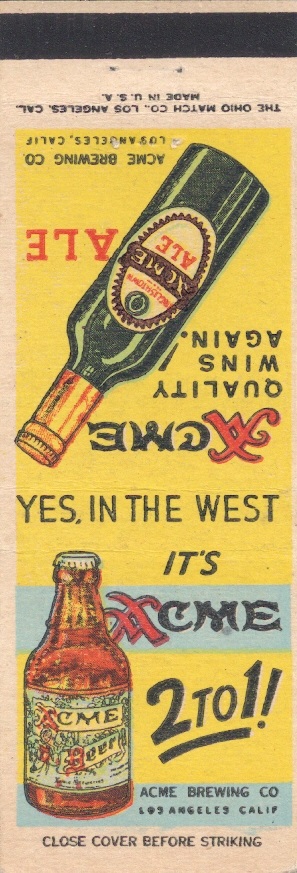 THE OHIO MATCH CO. LOS ANGELES, CAL.
MADE IN U.S.A.
ACME BREWING CO.
LOS ANGELES, CALIF
ACME
ALE
ALE
QUALITY
WINS
AGAIN!
ACME
YES, IN THE WEST
IT'S
ACME
2 TO 1!
ACME
Beer
ACME BREWING CO
LOS ANGELES CALIF
CLOSE COVER BEFORE STRIKING